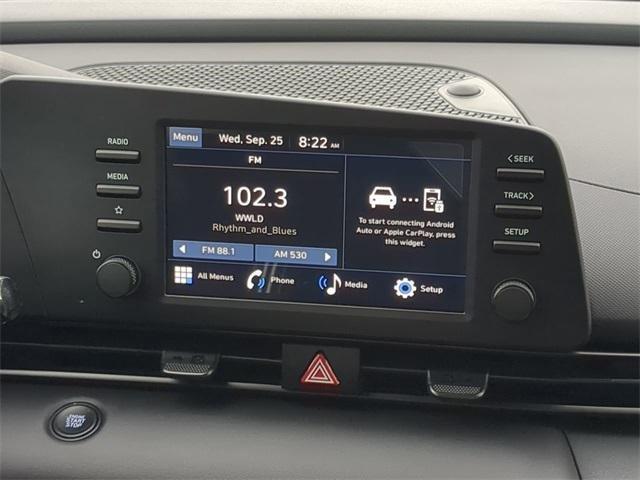 RADIO
MEDIA
Menu
Wed, Sep. 25
8:22 AM
FM
102.3
WWLD
Rhythm_and_Blues
FM 88.1
AM 530
To start connecting Android
Auto or Apple CarPlay, press
this widget.
All Menus
Phone
Media
Setup
< SEEK
TRACK >
SETUP
ENGINE
START
STOP